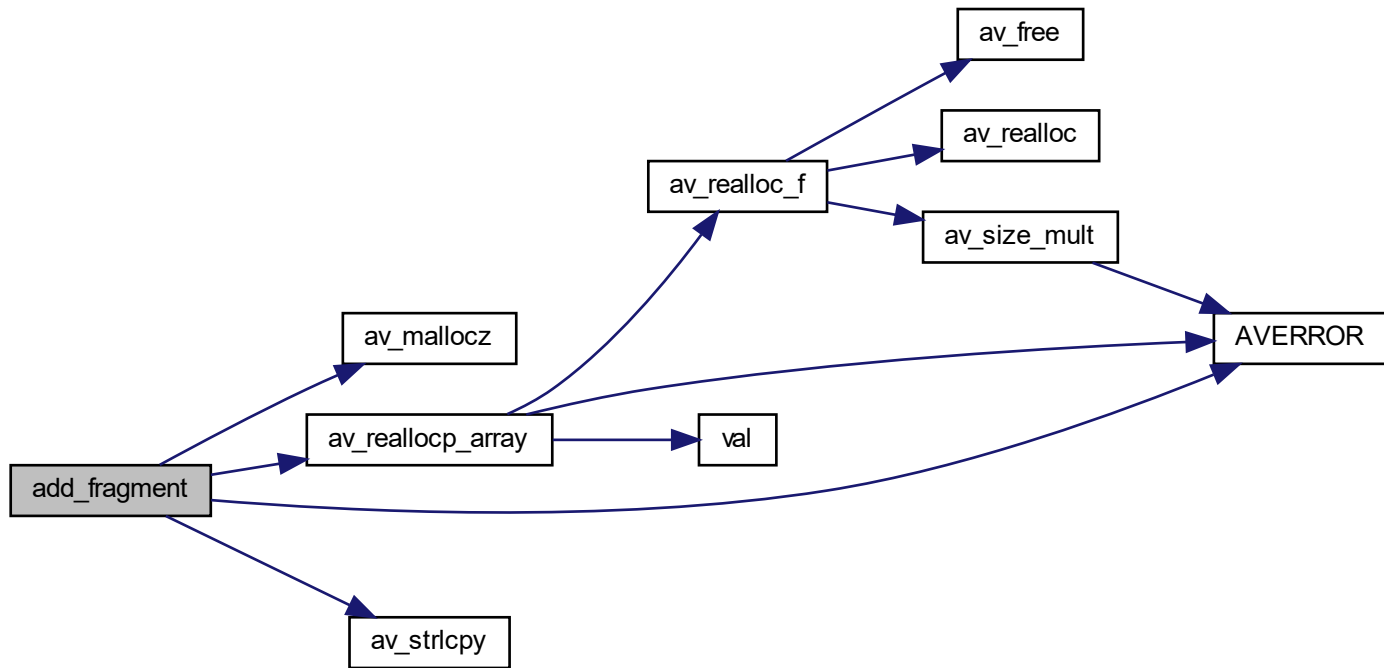 av_free
av_realloc
av_realloc_f
av_size_mult
av_mallocz
AVERROR
av_reallocp_array
val
add_fragment
av_strlcpy